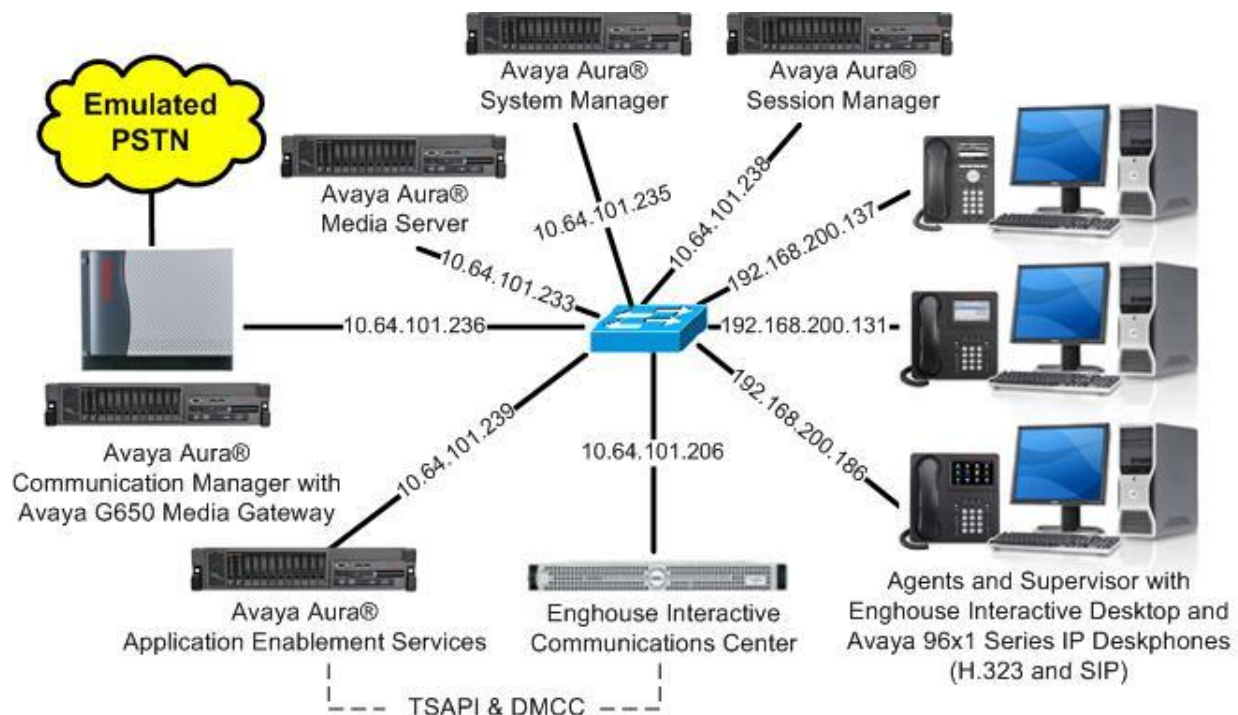 Avaya Aura®
System Manager
Avaya Aura®
Session Manager
Emulated
PSTN
Avaya Aura®
Media Server
10.64.101.235
10.64.101.238
192.168.200.137
10.64.101.233
10.64.101.236
192.168.200.131
10.64.101.239
10.64.101.206
192.168.200.186
Avaya Aura®
Communication Manager with
Avaya G650 Media Gateway
Avaya Aura®
Application Enablement Services
Enghouse Interactive
Communications Center
Agents and Supervisor with
Enghouse Interactive Desktop and
Avaya 96x1 Series IP Deskphones
(H.323 and SIP)
TSAPI & DMCC